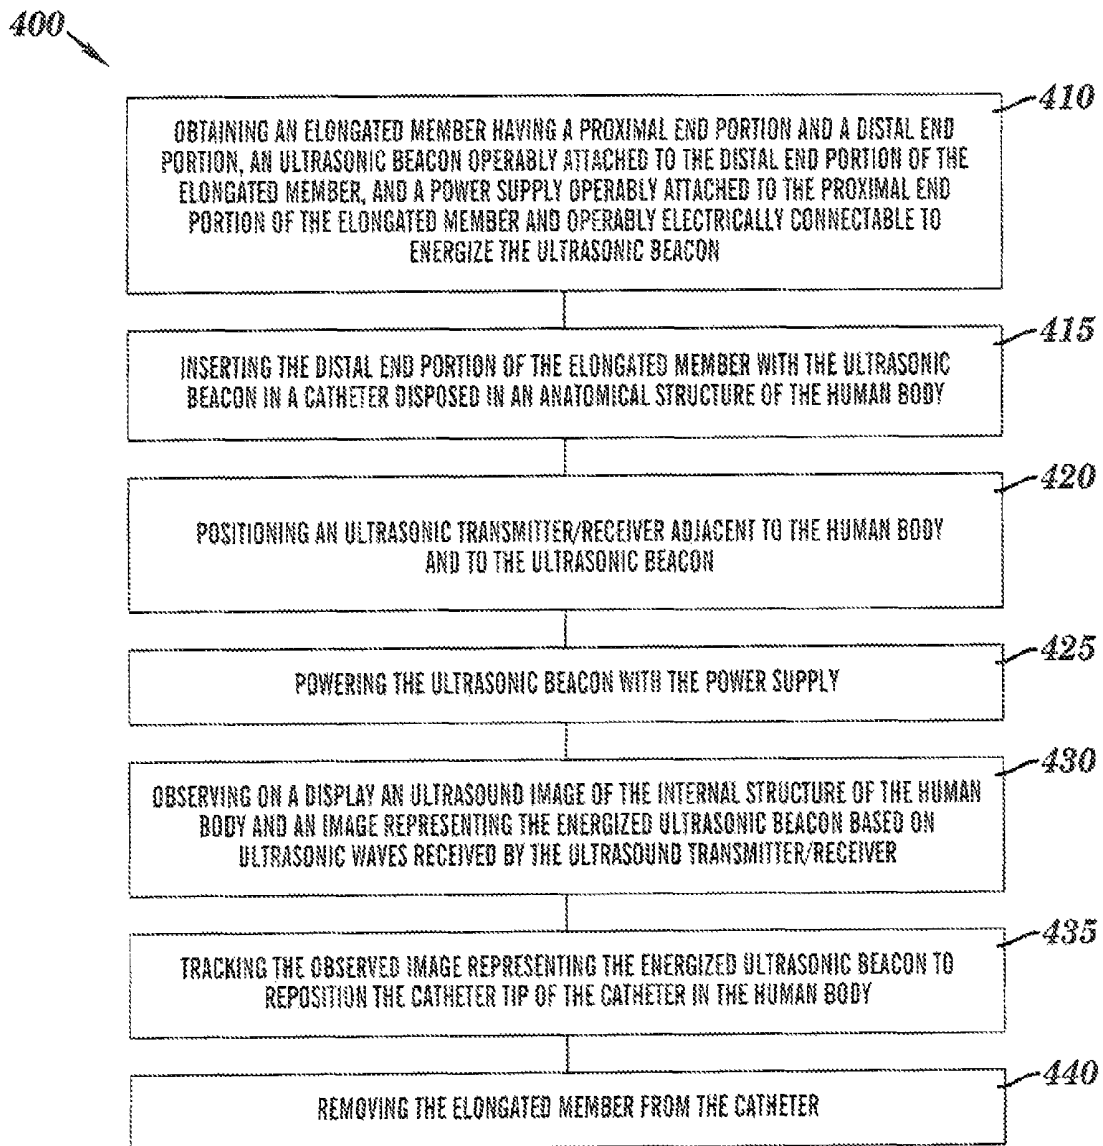 400
410
OBTAINING AN ELONGATED MEMBER HAVING A PROXIMAL END PORTION AND A DISTAL END
PORTION, AN ULTRASONIC BEACON OPERABLY ATTACHED TO THE DISTAL END PORTION OF THE
ELONGATED MEMBER, AND A POWER SUPPLY OPERABLY ATTACHED TO THE PROXIMAL END
PORTION OF THE ELONGATED MEMBER AND OPERABLY ELECTRICALLY CONNECTABLE TO
ENERGIZE THE ULTRASONIC BEACON
415
INSERTING THE DISTAL END PORTION OF THE ELONGATED MEMBER WITH THE ULTRASONIC
BEACON IN A CATHETER DISPOSED IN AN ANATOMICAL STRUCTURE OF THE HUMAN BODY
420
POSITIONING AN ULTRASONIC TRANSMITTER/RECEIVER ADJACENT TO THE HUMAN BODY
AND TO THE ULTRASONIC BEACON
425
POWERING THE ULTRASONIC BEACON WITH THE POWER SUPPLY
430
OBSERVING ON A DISPLAY AN ULTRASOUND IMAGE OF THE INTERNAL STRUCTURE OF THE HUMAN
BODY AND AN IMAGE REPRESENTING THE ENERGIZED ULTRASONIC BEACON BASED ON
ULTRASONIC WAVES RECEIVED BY THE ULTRASOUND TRANSMITTER/RECEIVER
435
TRACKING THE OBSERVED IMAGE REPRESENTING THE ENERGIZED ULTRASONIC BEACON TO
REPOSITION THE CATHETER TIP OF THE CATHETER IN THE HUMAN BODY
440
REMOVING THE ELONGATED MEMBER FROM THE CATHETER